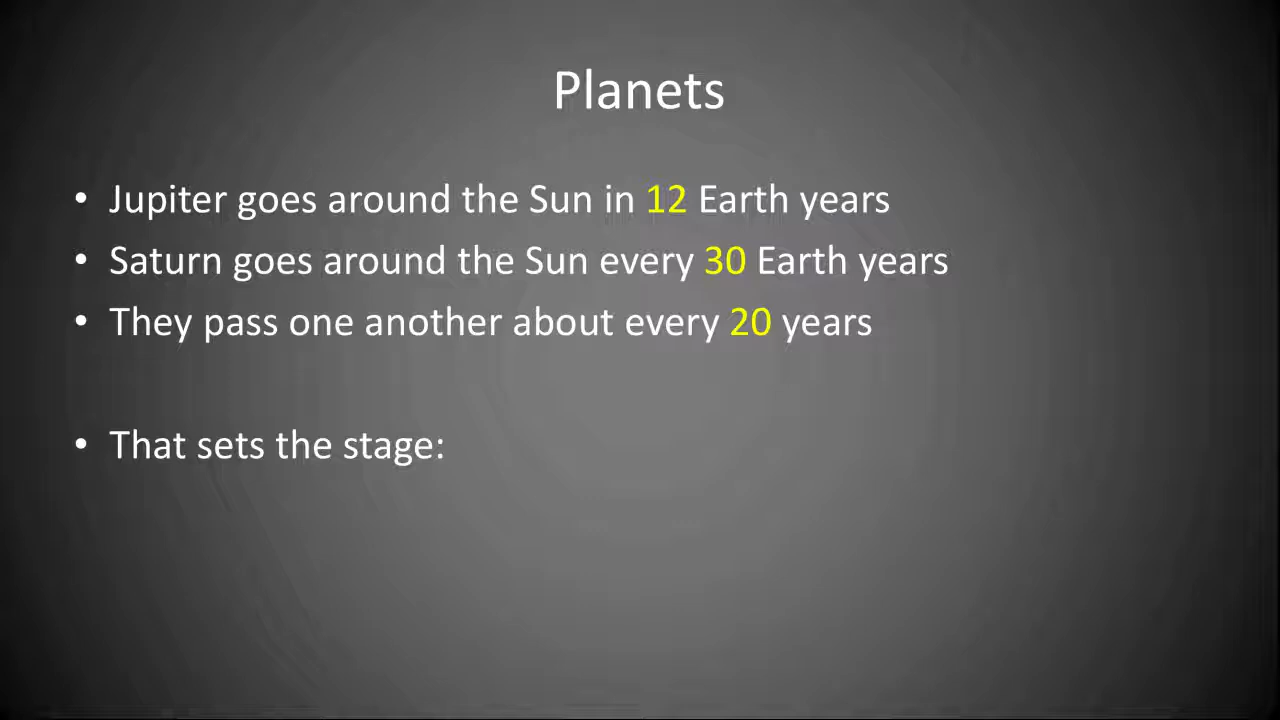 Planets
• Jupiter goes around the Sun in 12 Earth years
• Saturn goes around the Sun every 30 Earth years
• They pass one another about every 20 years
• That sets the stage: